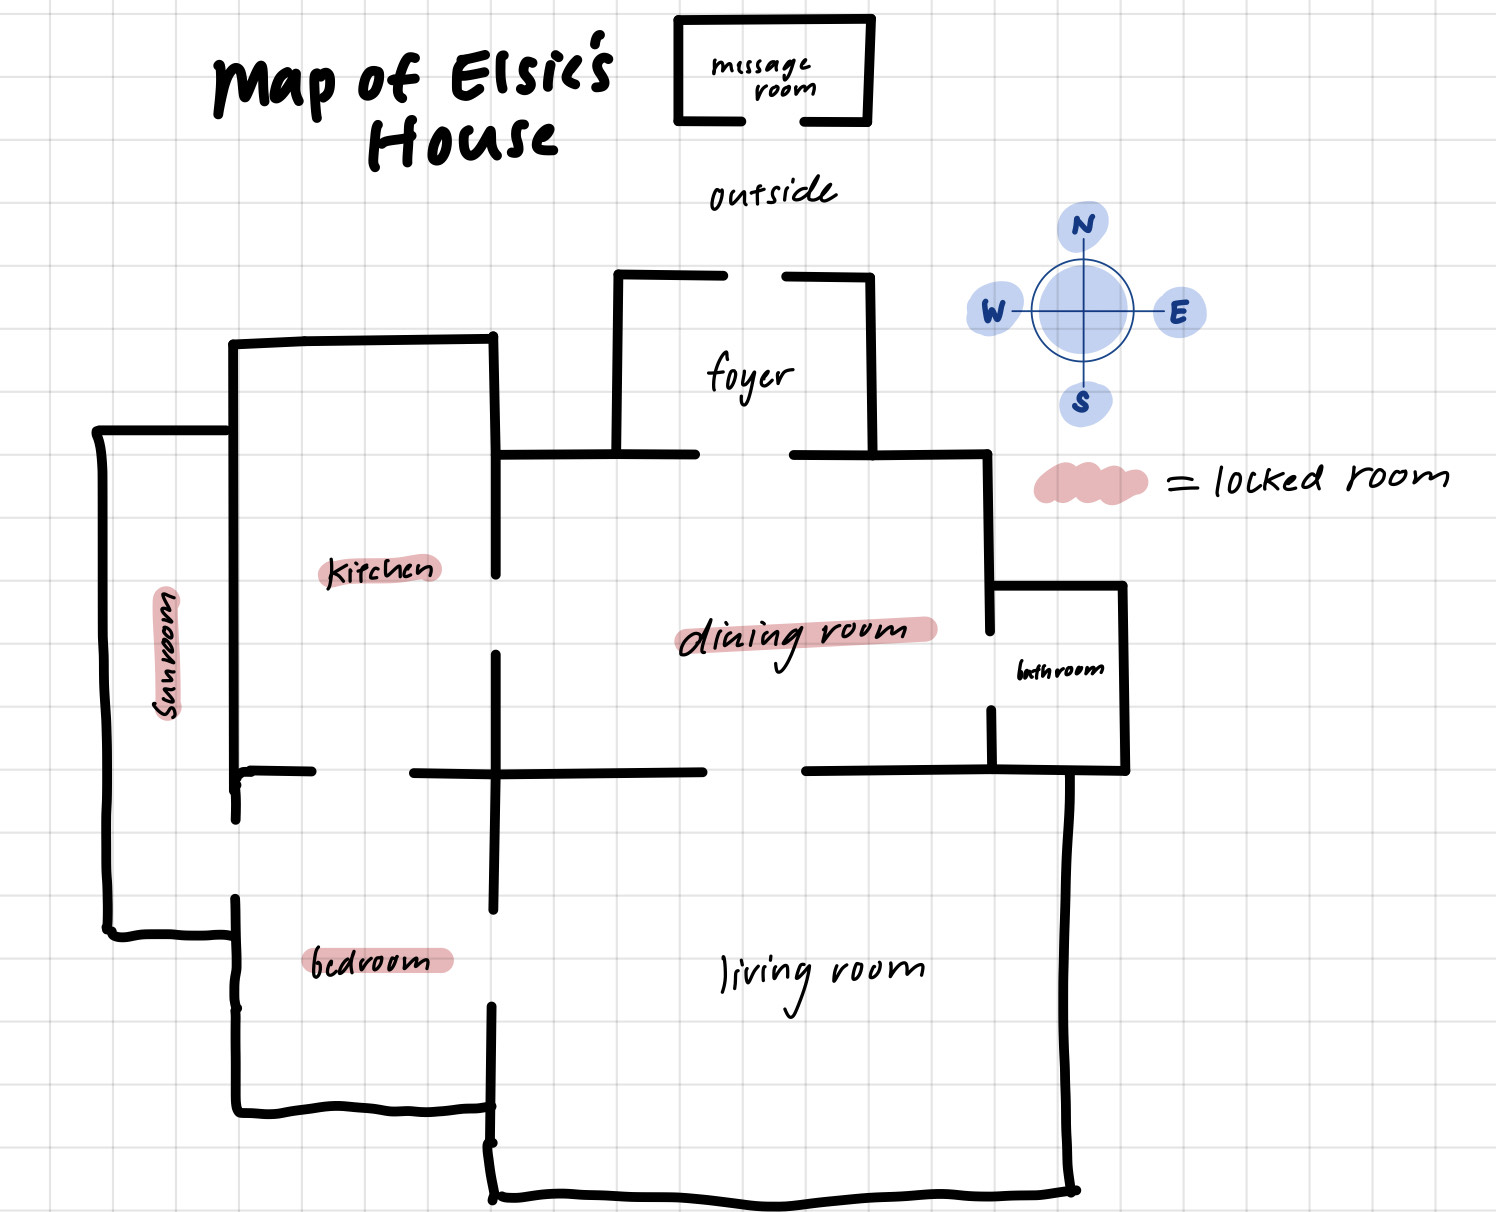 Map of Elsie's
House
message
room
outside
N
W
E
S
foyer
= locked room
kitchen
sunroom
dining room
bathroom
bedroom
living room